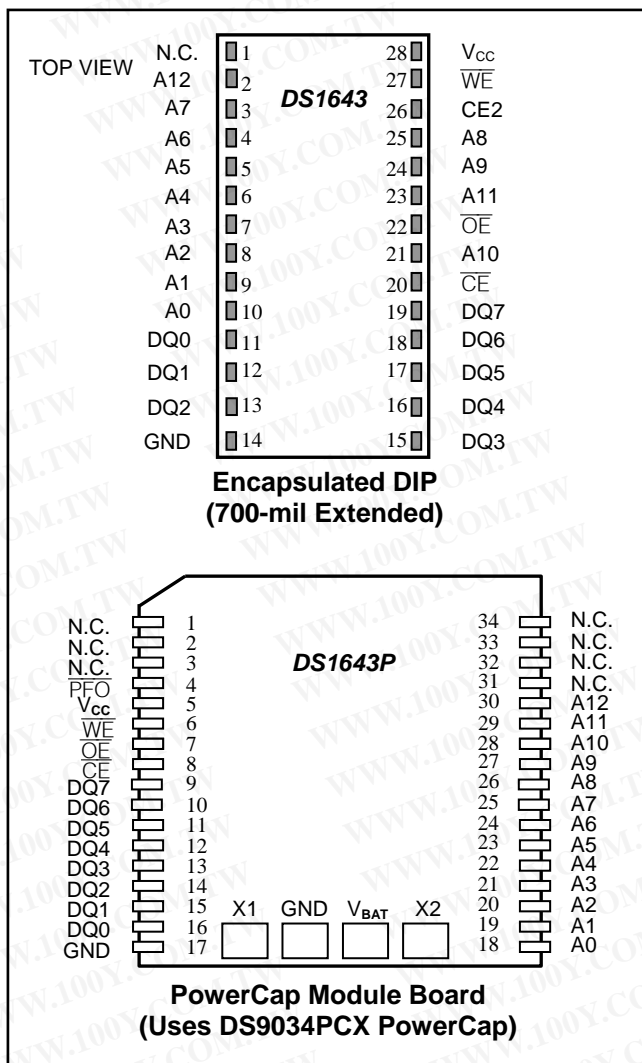 TOP VIEW
DS1643
N.C. 1 28 VCC
A12 2 27 WE
A7 3 26 CE2
A6 4 25 A8
A5 5 24 A9
A4 6 23 A11
A3 7 22 OE
A2 8 21 A10
A1 9 20 CE
A0 10 19 DQ7
DQ0 11 18 DQ6
DQ1 12 17 DQ5
DQ2 13 16 DQ4
GND 14 15 DQ3
Encapsulated DIP
(700-mil Extended)
DS1643P
N.C. 1 34 N.C.
N.C. 2 33 N.C.
N.C. 3 32 N.C.
PFO 4 31 N.C.
VCC 5 30 A12
WE 6 29 A11
OE 7 28 A10
CE 8 27 A9
DQ7 9 26 A8
DQ6 10 25 A7
DQ5 11 24 A6
DQ4 12 23 A5
DQ3 13 22 A4
DQ2 14 21 A3
DQ1 15 20 A2
DQ0 16 19 A1
GND 17 18 A0
X1 GND VBAT X2
PowerCap Module Board
(Uses DS9034PCX PowerCap)
WWW.100Y.COM.TW